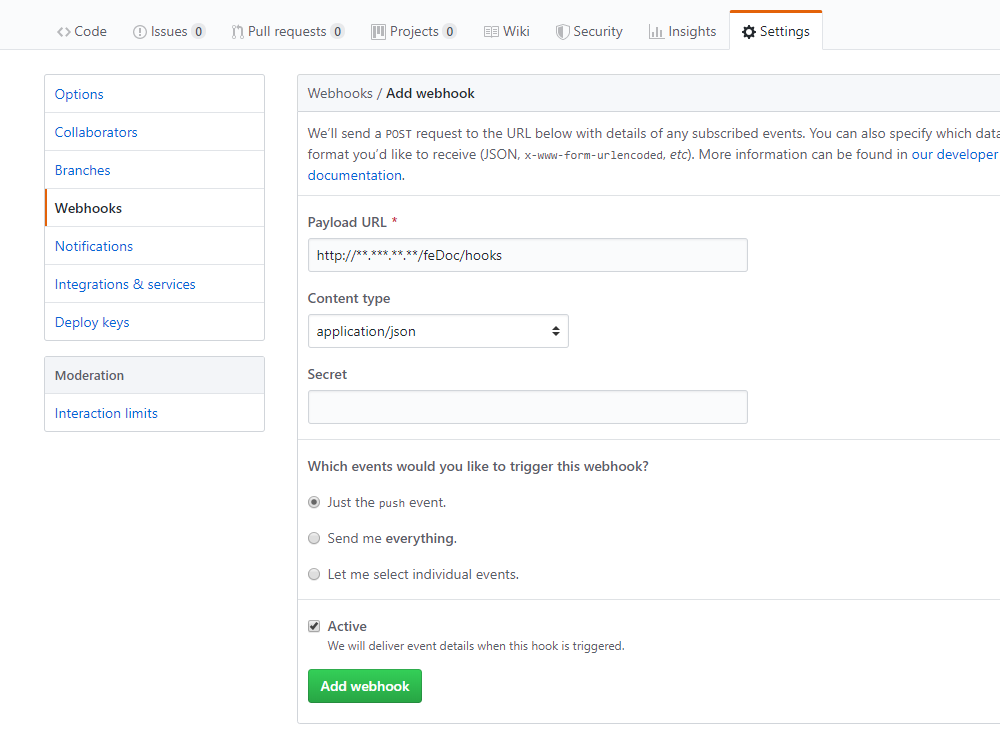 Code Issues 0 Pull requests 0 Projects 0 Wiki Security Insights Settings
Options
Collaborators
Branches
Webhooks
Notifications
Integrations & services
Deploy keys
Moderation
Interaction limits
Webhooks / Add webhook
We’ll send a POST request to the URL below with details of any subscribed events. You can also specify which data
format you’d like to receive (JSON, x-www-form-urlencoded, etc). More information can be found in our developer
documentation.
Payload URL *
http://**.***.**.**/feDoc/hooks
Content type
application/json
Secret
Which events would you like to trigger this webhook?
Just the push event.
Send me everything.
Let me select individual events.
Active
We will deliver event details when this hook is triggered.
Add webhook